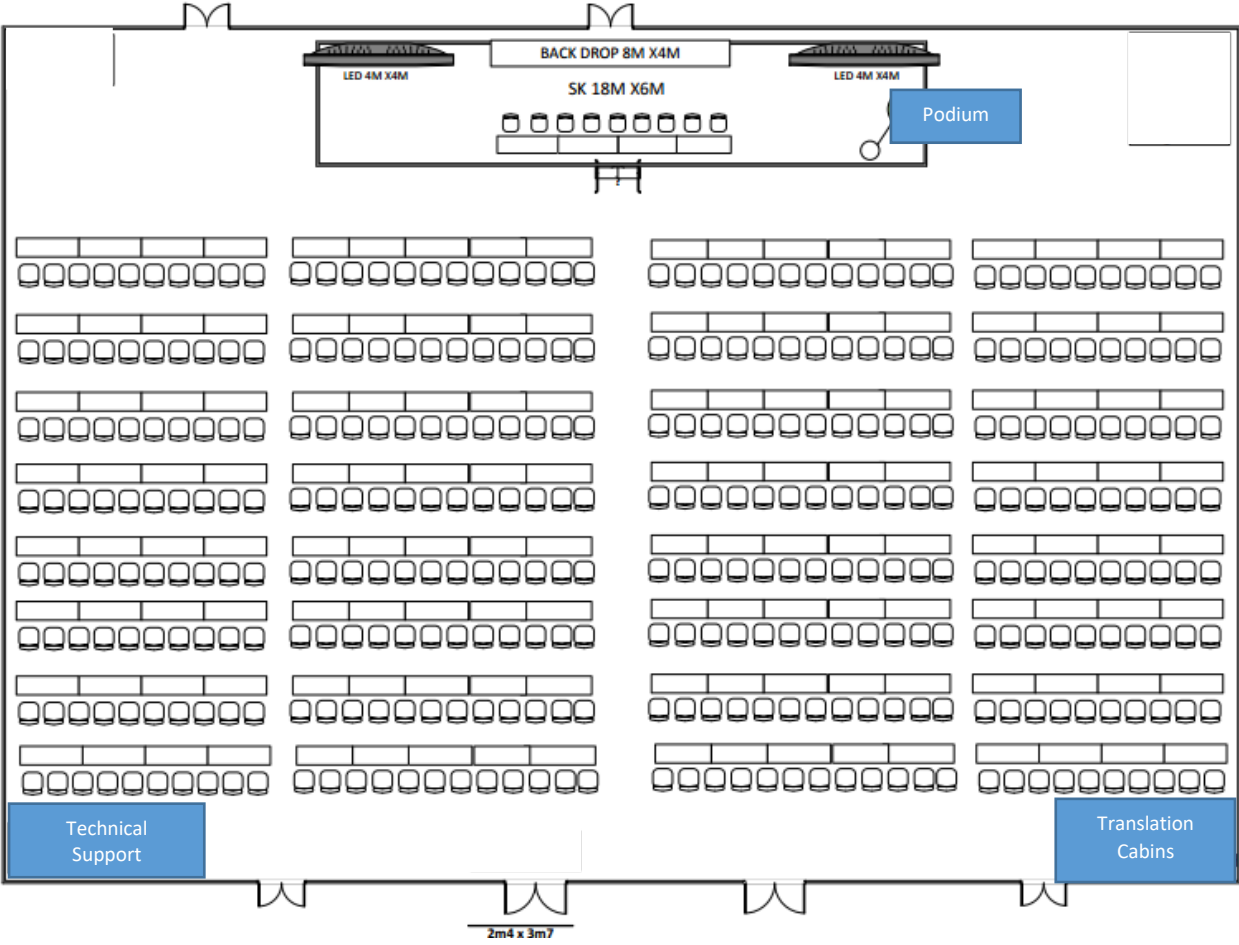 BACK DROP 8M X4M
LED 4M X4M
LED 4M X4M
SK 18M X6M
Podium
?
Technical
Support
Translation
Cabins
2m4 x 3m7